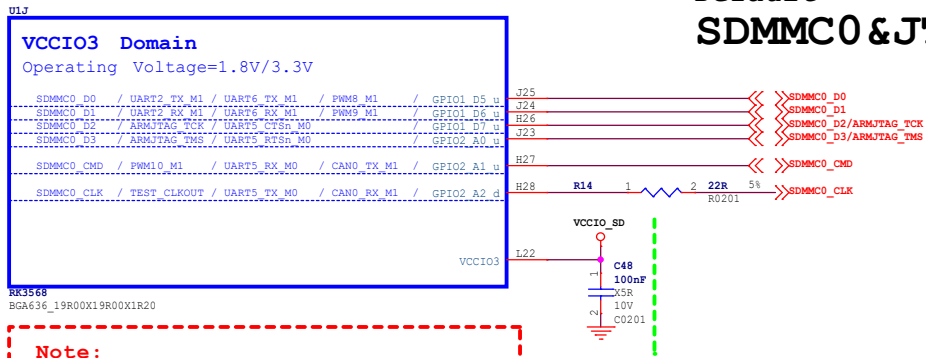 U1J
SDMMC0&J
VCCIO3 Domain
Operating Voltage=1.8V/3.3V
SDMMC0_D0 / UART2_TX_M1 / UART6_TX_M1 / PWM8_M1 / GPIO1_D5_u J25 SDMMC0_D0
SDMMC0_D1 / UART2_RX_M1 / UART6_RX_M1 / PWM9_M1 / GPIO1_D6_u J24 SDMMC0_D1
SDMMC0_D2 / ARMJTAG_TCK / UART5_CTSn_M0 / GPIO1_D7_u H26 SDMMC0_D2/ARMJTAG_TCK
SDMMC0_D3 / ARMJTAG_TMS / UART5_RTSn_M0 / GPIO2_A0_u J23 SDMMC0_D3/ARMJTAG_TMS
SDMMC0_CMD / PWM10_M1 / UART5_RX_M0 / CAN0_TX_M1 / GPIO2_A1_u H27 SDMMC0_CMD
SDMMC0_CLK / TEST_CLKOUT / UART5_TX_M0 / CAN0_RX_M1 / GPIO2_A2_d H28 R14 1 2 22R 5% SDMMC0_CLK
R0201
VCCIO_SD
VCCIO3 L22
C48
1 100nF
X5R
2 10V
C0201
RK3568
BGA636_19R00X19R00X1R20
Note: